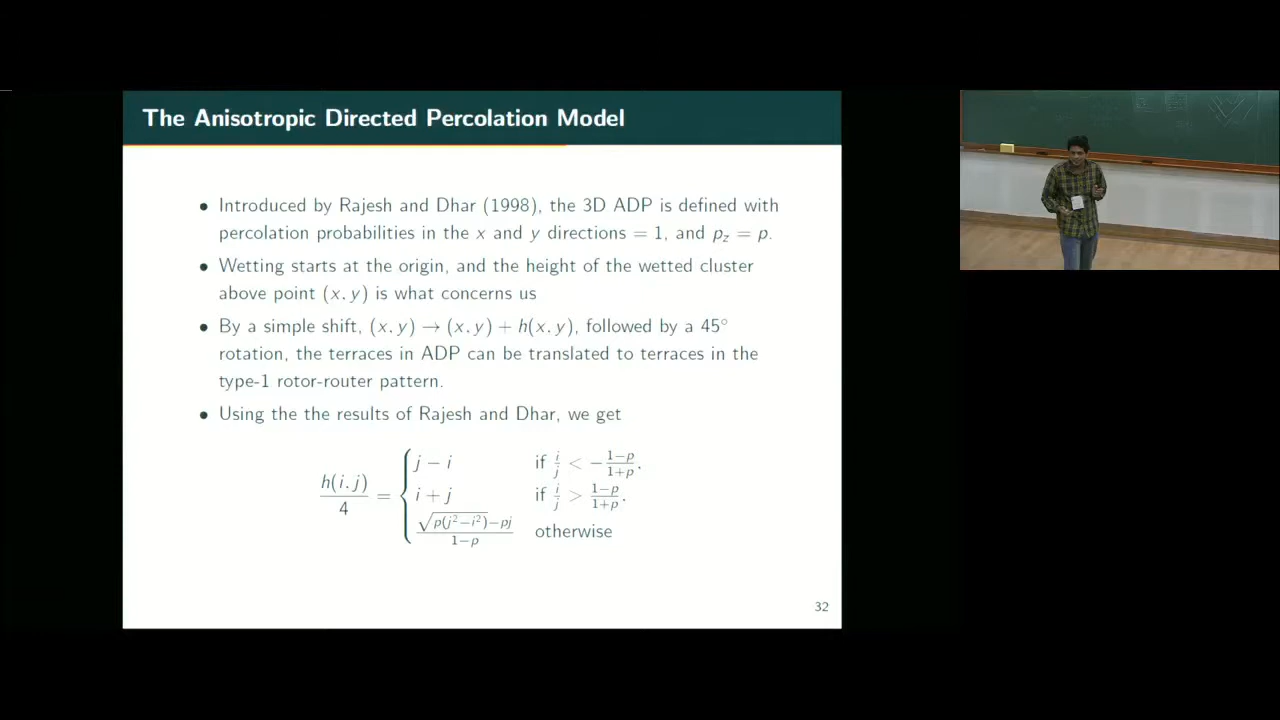 The Anisotropic Directed Percolation Model
• Introduced by Rajesh and Dhar (1998), the 3D ADP is defined with
percolation probabilities in the x and y directions = 1, and p_z = p.
• Wetting starts at the origin, and the height of the wetted cluster
above point (x, y) is what concerns us
• By a simple shift, (x, y) → (x, y) + h(x, y), followed by a 45°
rotation, the terraces in ADP can be translated to terraces in the
type-1 rotor-router pattern.
• Using the the results of Rajesh and Dhar, we get
h(i, j)/4 = { j − i if i/j < −(1−p)/(1+p),
i + j if i/j > (1−p)/(1+p),
(√(p(j²−i²))−pj)/(1−p) otherwise
32